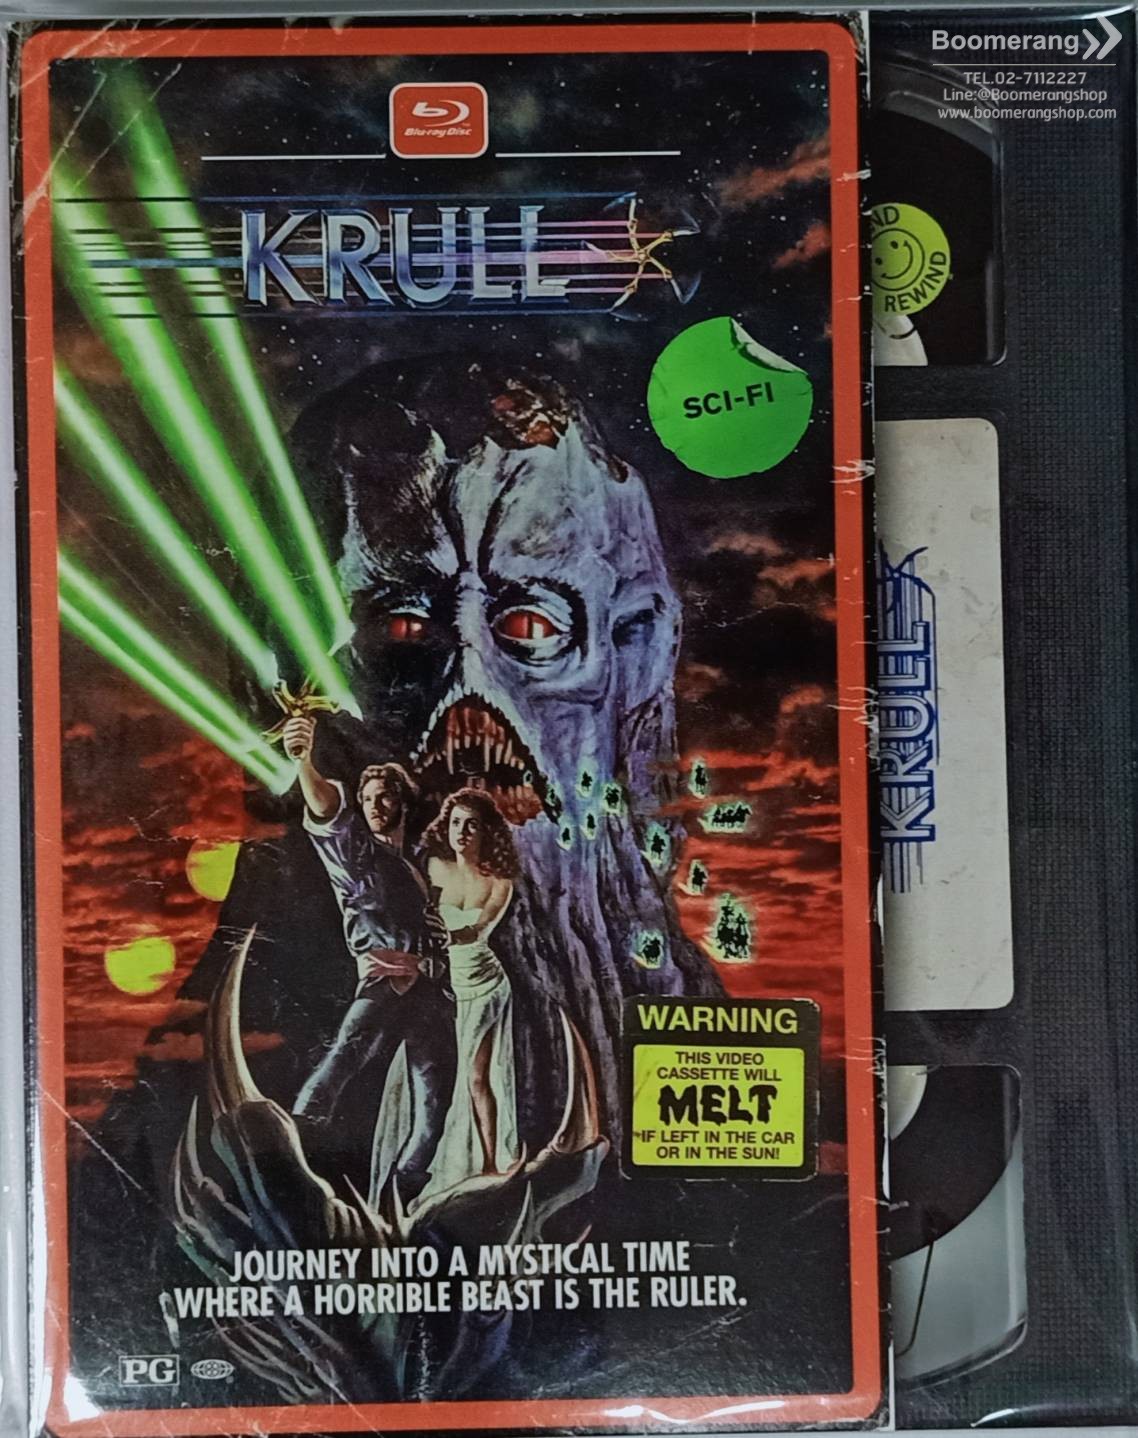 Boomerang
TEL.02-7112227
Line:@Boomerangshop
www.boomerangshop.com
Blu-ray Disc
KRULL
REWIND
SCI-FI
KRULL
WARNING
THIS VIDEO
CASSETTE WILL
MELT
IF LEFT IN THE CAR
OR IN THE SUN!
JOURNEY INTO A MYSTICAL TIME
WHERE A HORRIBLE BEAST IS THE RULER.
PG